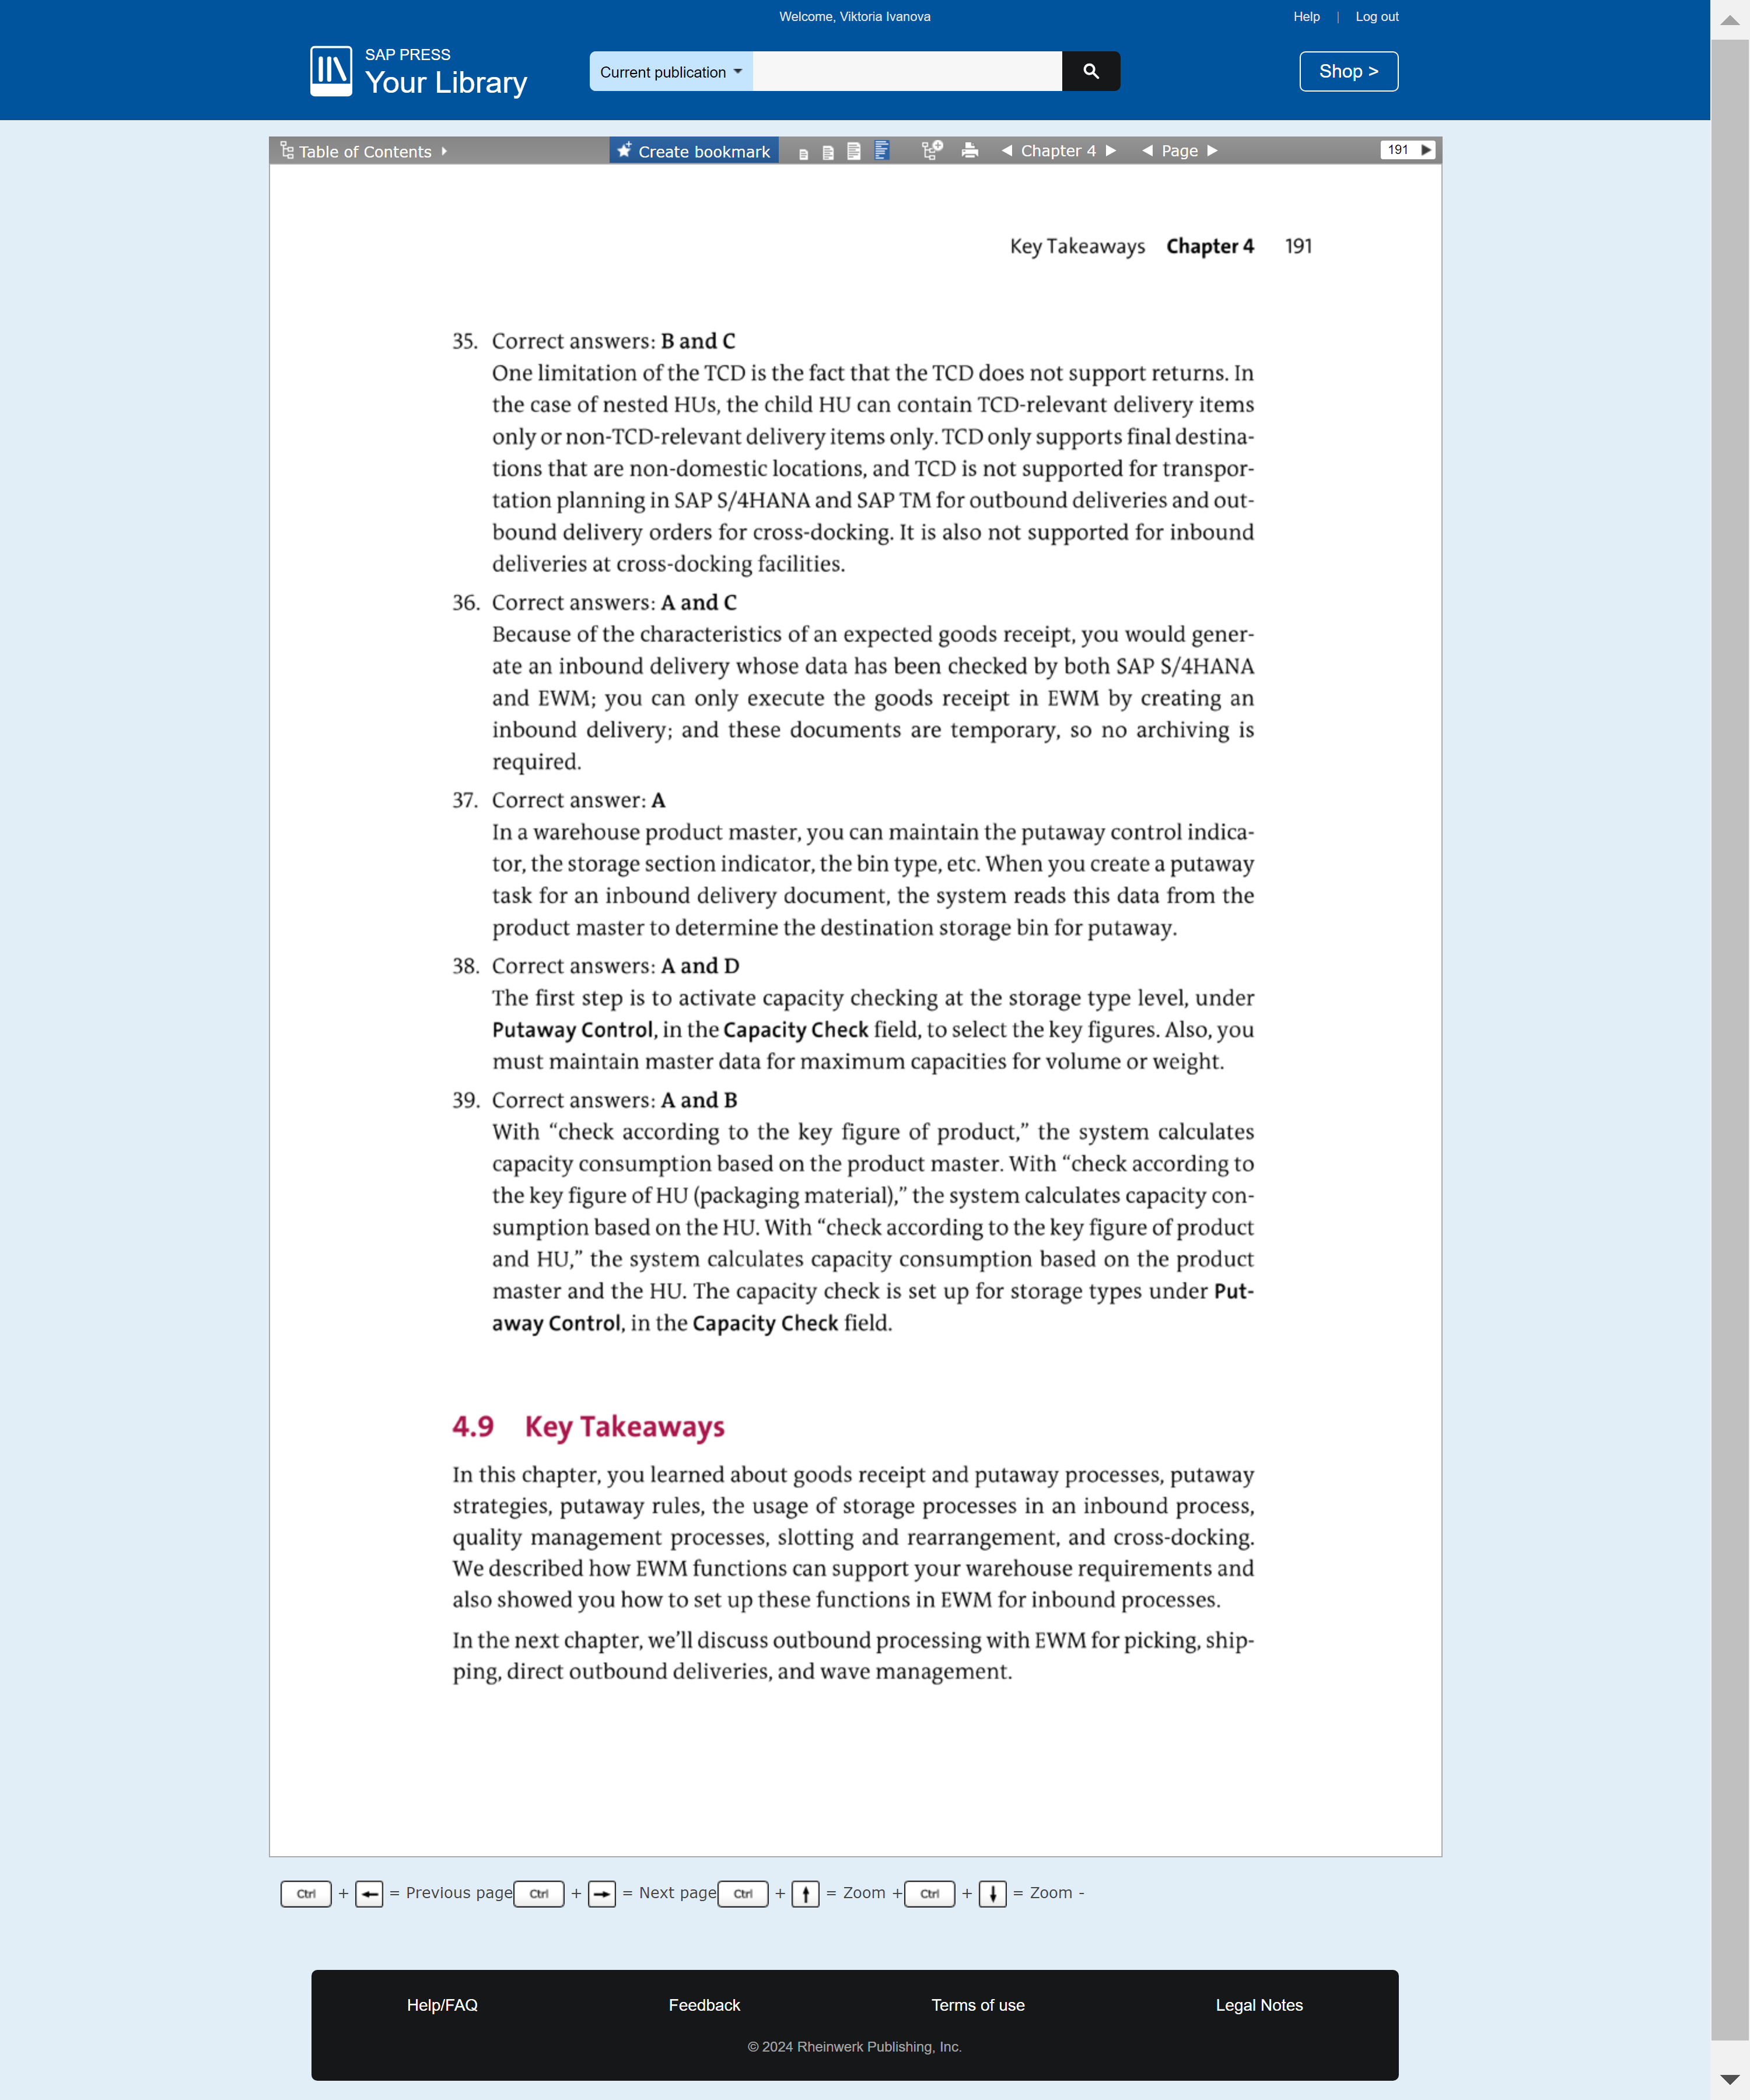 Welcome, Viktoria Ivanova
Help | Log out
SAP PRESS
Your Library
Current publication
Shop >
Table of Contents
Create bookmark
Chapter 4
Page
191
Key Takeaways Chapter 4 191
35. Correct answers: B and C
One limitation of the TCD is the fact that the TCD does not support returns. In
the case of nested HUs, the child HU can contain TCD-relevant delivery items
only or non-TCD-relevant delivery items only. TCD only supports final destina-
tions that are non-domestic locations, and TCD is not supported for transpor-
tation planning in SAP S/4HANA and SAP TM for outbound deliveries and out-
bound delivery orders for cross-docking. It is also not supported for inbound
deliveries at cross-docking facilities.
36. Correct answers: A and C
Because of the characteristics of an expected goods receipt, you would gener-
ate an inbound delivery whose data has been checked by both SAP S/4HANA
and EWM; you can only execute the goods receipt in EWM by creating an
inbound delivery; and these documents are temporary, so no archiving is
required.
37. Correct answer: A
In a warehouse product master, you can maintain the putaway control indica-
tor, the storage section indicator, the bin type, etc. When you create a putaway
task for an inbound delivery document, the system reads this data from the
product master to determine the destination storage bin for putaway.
38. Correct answers: A and D
The first step is to activate capacity checking at the storage type level, under
Putaway Control, in the Capacity Check field, to select the key figures. Also, you
must maintain master data for maximum capacities for volume or weight.
39. Correct answers: A and B
With “check according to the key figure of product,” the system calculates
capacity consumption based on the product master. With “check according to
the key figure of HU (packaging material),” the system calculates capacity con-
sumption based on the HU. With “check according to the key figure of product
and HU,” the system calculates capacity consumption based on the product
master and the HU. The capacity check is set up for storage types under Put-
away Control, in the Capacity Check field.
4.9 Key Takeaways
In this chapter, you learned about goods receipt and putaway processes, putaway
strategies, putaway rules, the usage of storage processes in an inbound process,
quality management processes, slotting and rearrangement, and cross-docking.
We described how EWM functions can support your warehouse requirements and
also showed you how to set up these functions in EWM for inbound processes.
In the next chapter, we’ll discuss outbound processing with EWM for picking, ship-
ping, direct outbound deliveries, and wave management.
Ctrl + ← = Previous page Ctrl + → = Next page Ctrl + ↑ = Zoom + Ctrl + ↓ = Zoom -
Help/FAQ Feedback Terms of use Legal Notes
© 2024 Rheinwerk Publishing, Inc.